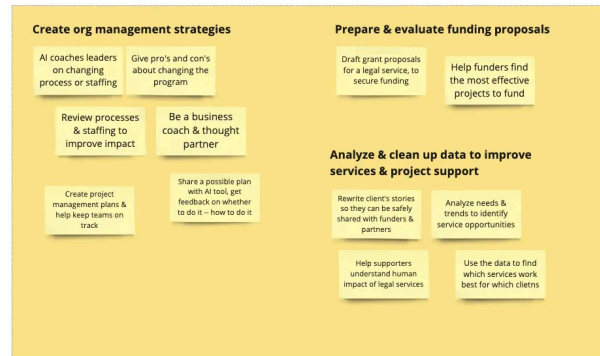 Create org management strategies
AI coaches leaders
on changing
process or staffing
Give pro's and con's
about changing the
program
Review processes
& staffing to
improve impact
Be a business
coach & thought
partner
Create project
management plans &
help keep teams on
track
Share a possible plan
with AI tool, get
feedback on whether
to do it -- how to do it
Prepare & evaluate funding proposals
Draft grant proposals
for a legal service, to
secure funding
Help funders find
the most effective
projects to fund
Analyze & clean up data to improve
services & project support
Rewrite client's stories
so they can be safely
shared with funders &
partners
Analyze needs &
trends to identify
service opportunities
Help supporters
understand human
impact of legal services
Use the data to find
which services work
best for which clietns